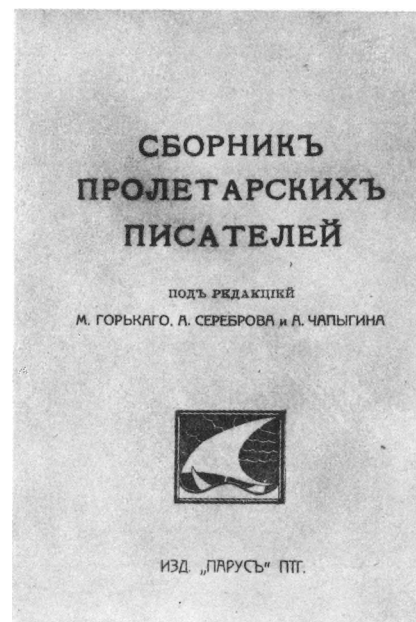 СБОРНИКЪ
ПРОЛЕТАРСКИХЪ
ПИСАТЕЛЕЙ
ПОДЪ РЕДАКЦІЕЙ
М. ГОРЬКАГО, А. СЕРЕБРОВА и А. ЧАПЫГИНА
ИЗД. „ПАРУСЪ" ПТГ.